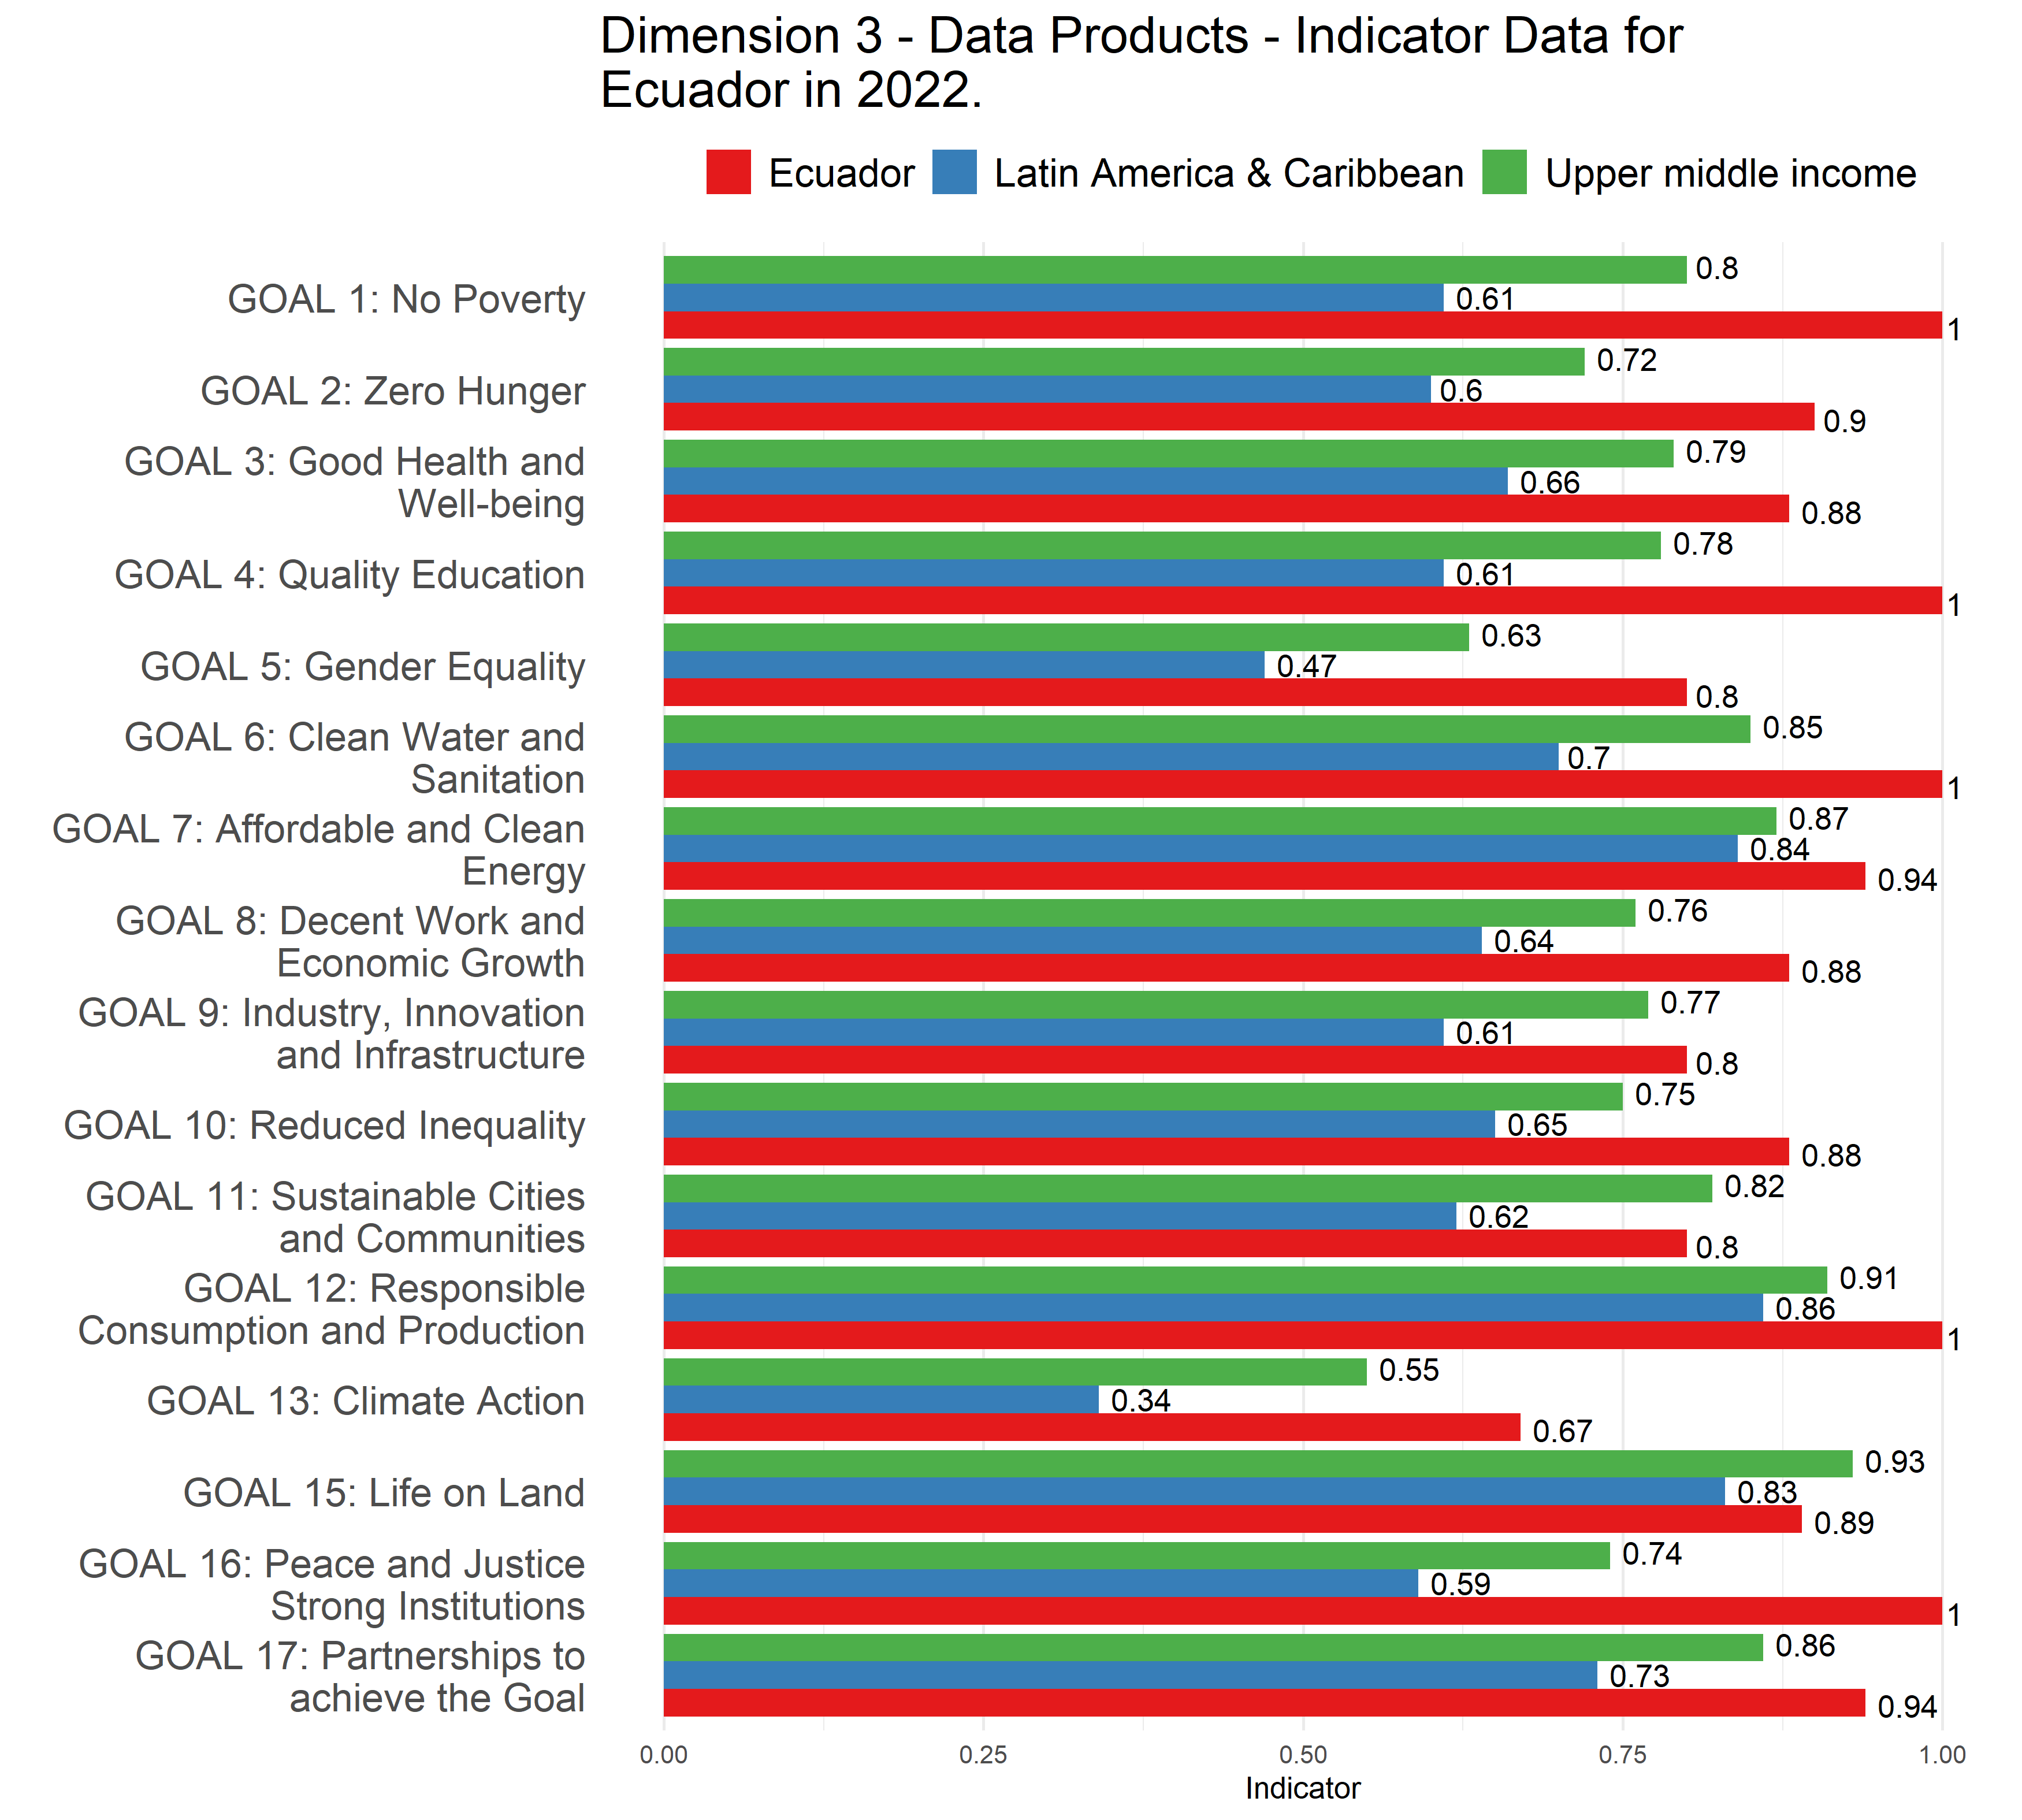 Dimension 3 - Data Products - Indicator Data for
Ecuador in 2022.
Ecuador
Latin America & Caribbean
Upper middle income
GOAL 1: No Poverty
0.8
0.61
1
GOAL 2: Zero Hunger
0.72
0.6
0.9
GOAL 3: Good Health and
Well-being
0.79
0.66
0.88
GOAL 4: Quality Education
0.78
0.61
1
GOAL 5: Gender Equality
0.63
0.47
0.8
GOAL 6: Clean Water and
Sanitation
0.85
0.7
1
GOAL 7: Affordable and Clean
Energy
0.87
0.84
0.94
GOAL 8: Decent Work and
Economic Growth
0.76
0.64
0.88
GOAL 9: Industry, Innovation
and Infrastructure
0.77
0.61
0.8
GOAL 10: Reduced Inequality
0.75
0.65
0.88
GOAL 11: Sustainable Cities
and Communities
0.82
0.62
0.8
GOAL 12: Responsible
Consumption and Production
0.91
0.86
1
GOAL 13: Climate Action
0.55
0.34
0.67
GOAL 15: Life on Land
0.93
0.83
0.89
GOAL 16: Peace and Justice
Strong Institutions
0.74
0.59
1
GOAL 17: Partnerships to
achieve the Goal
0.86
0.73
0.94
0.00 0.25 0.50 0.75 1.00
Indicator